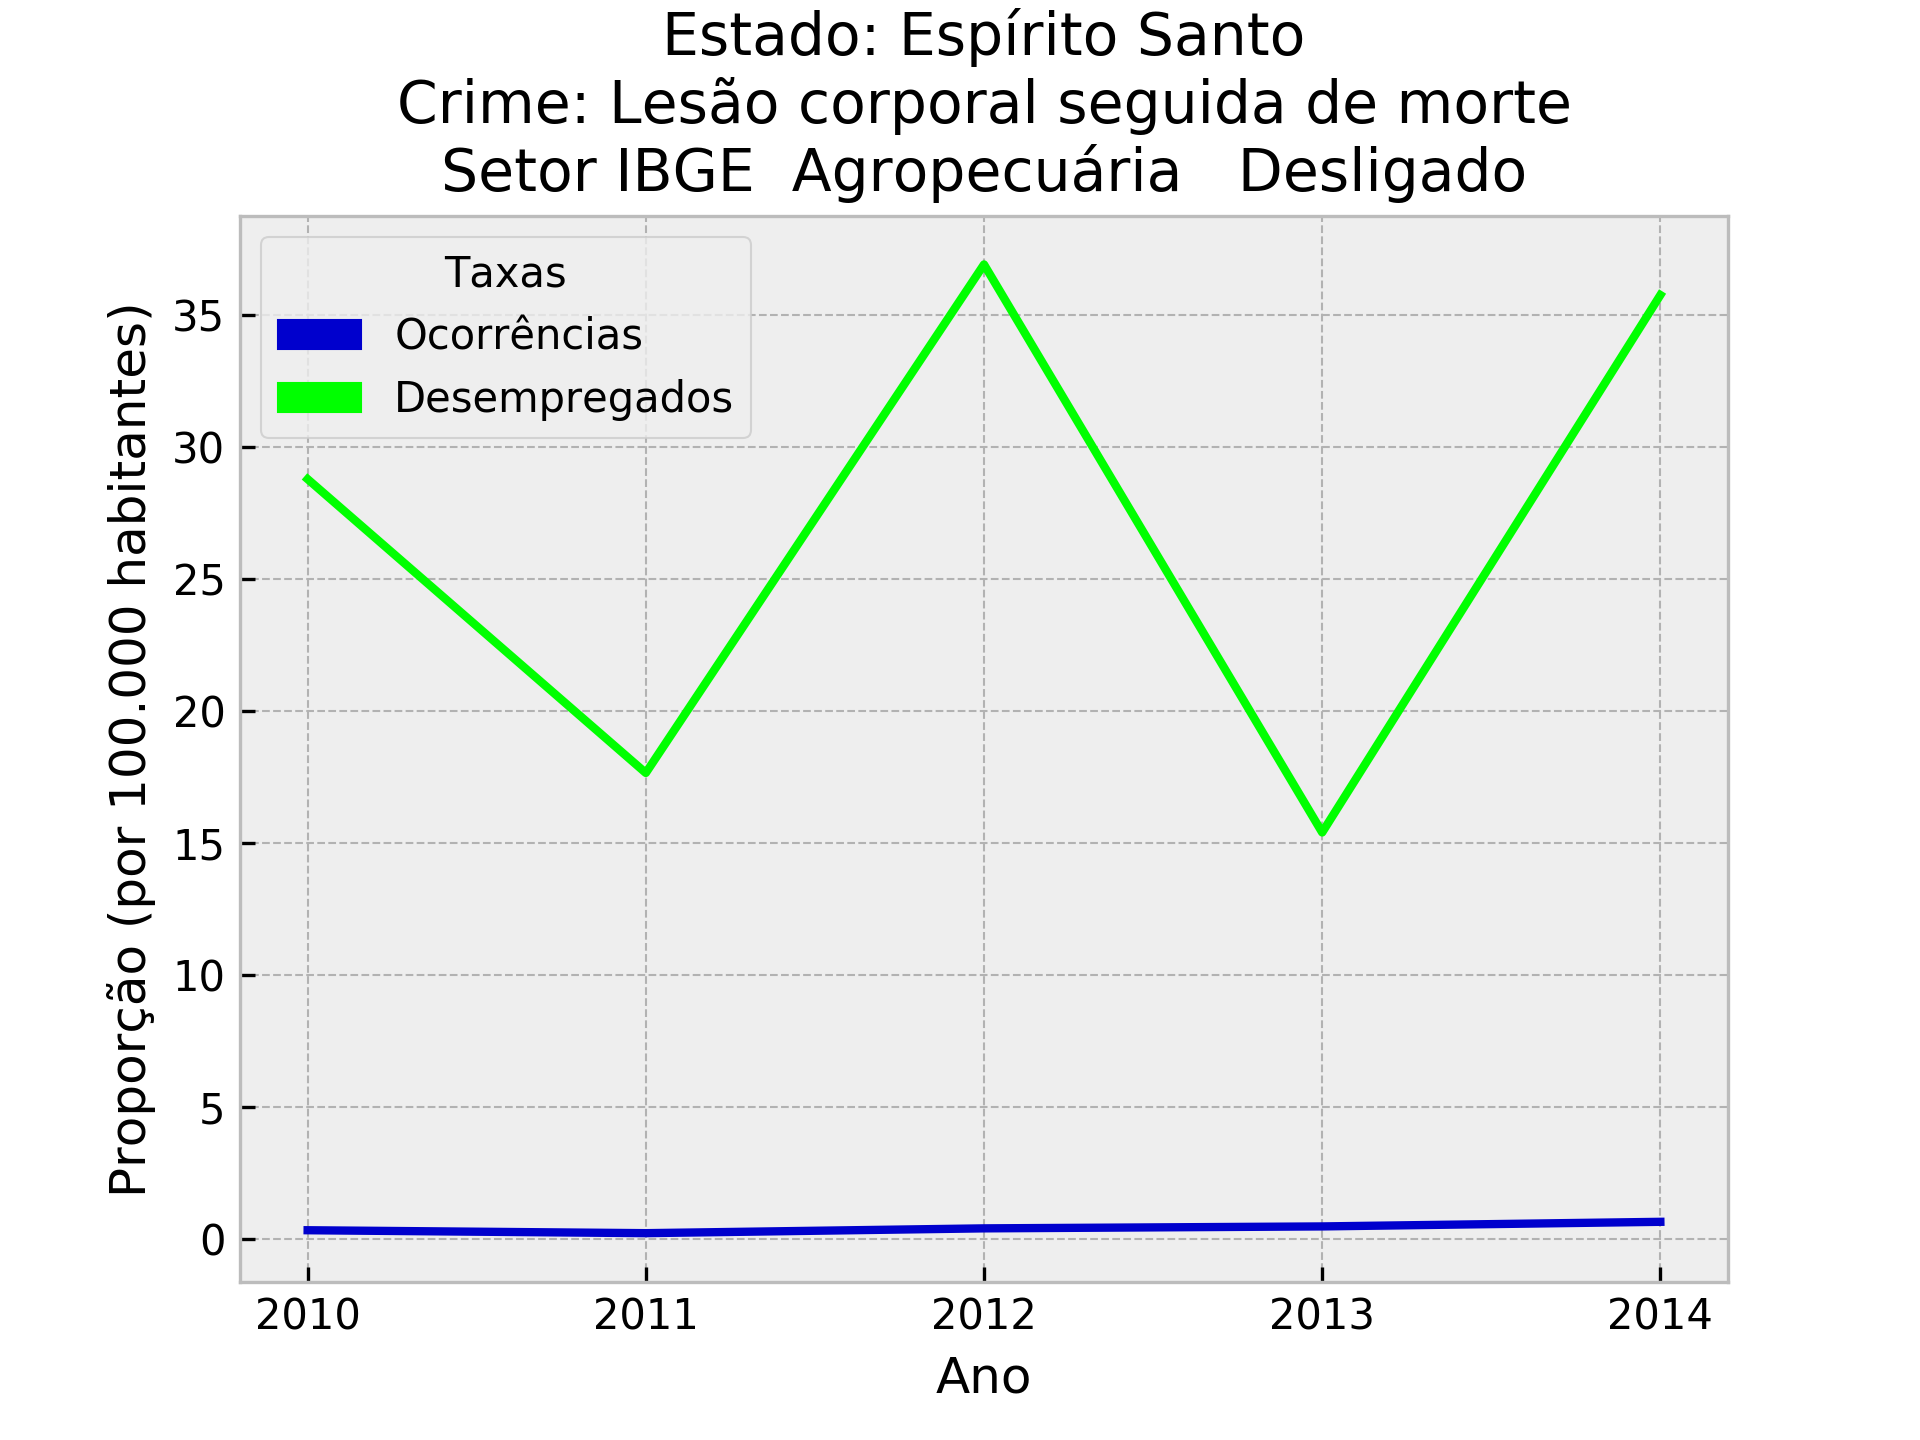 Estado: Espírito Santo
Crime: Lesão corporal seguida de morte
Setor IBGE  Agropecuária   Desligado
Taxas
Ocorrências
Desempregados
Proporção (por 100.000 habitantes)
35
30
25
20
15
10
5
0
2010 2011 2012 2013 2014
Ano